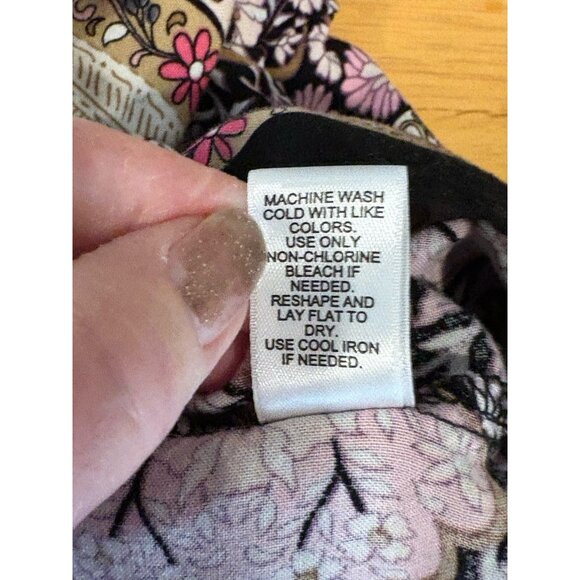 MACHINE WASH
COLD WITH LIKE
COLORS.
USE ONLY
NON-CHLORINE
BLEACH IF
NEEDED.
RESHAPE AND
LAY FLAT TO
DRY.
USE COOL IRON
IF NEEDED.